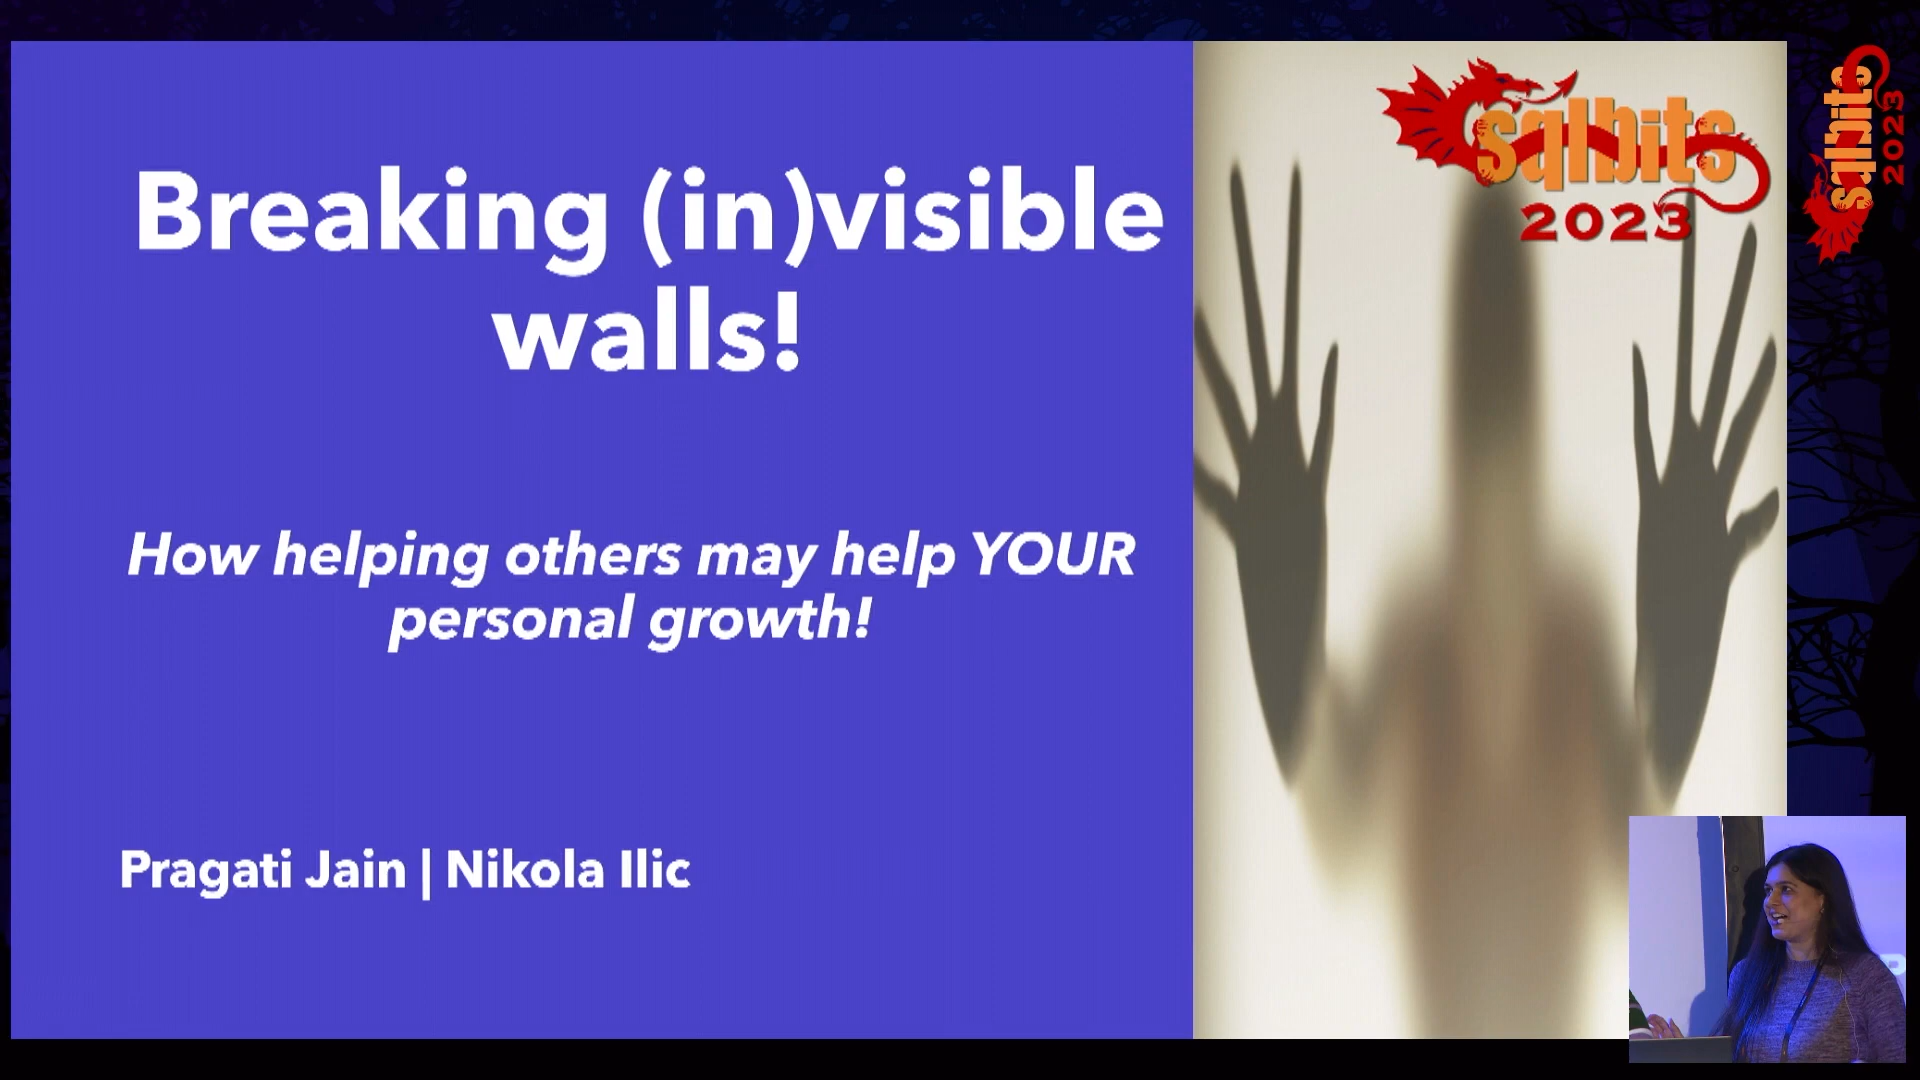 Breaking (in)visible
walls!
How helping others may help YOUR
personal growth!
Pragati Jain | Nikola Ilic
sqlbits
2023
sqlbits
2023